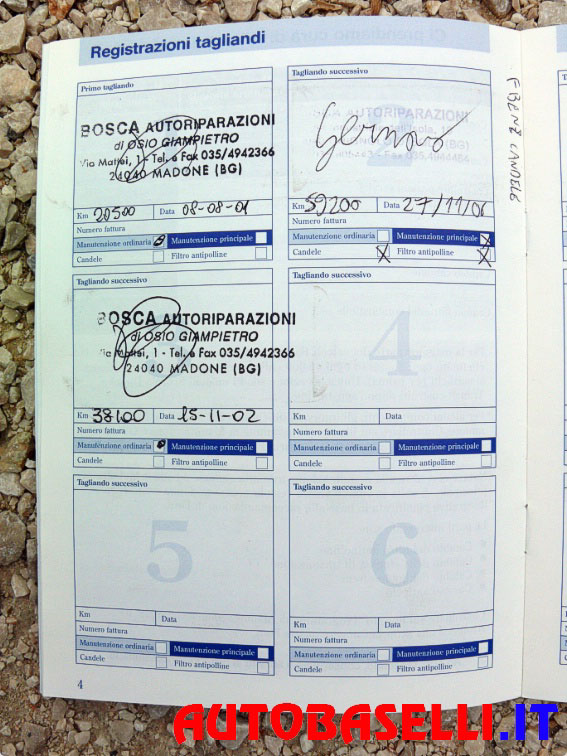 Registrazioni tagliandi
Primo tagliando
BOSCA AUTORIPARAZIONI
di OSIO GIAMPIETRO
Via Mattei, 1 - Tel. e Fax 035/4942366
24040 MADONE (BG)
Km 20500 Data 08-08-01
Numero fattura
Manutenzione ordinaria Manutenzione principale
Candele Filtro antipolline
Tagliando successivo
Km 59200 Data 27/11/06
Numero fattura
Manutenzione ordinaria Manutenzione principale
Candele Filtro antipolline
Tagliando successivo
BOSCA AUTORIPARAZIONI
di OSIO GIAMPIETRO
Via Mattei, 1 - Tel. e Fax 035/4942366
24040 MADONE (BG)
Km 38100 Data 15-11-02
Numero fattura
Manutenzione ordinaria Manutenzione principale
Candele Filtro antipolline
Tagliando successivo
4
Km Data
Numero fattura
Manutenzione ordinaria Manutenzione principale
Candele Filtro antipolline
Tagliando successivo
5
Km Data
Numero fattura
Manutenzione ordinaria Manutenzione principale
Candele Filtro antipolline
Tagliando successivo
6
Km Data
Numero fattura
Manutenzione ordinaria Manutenzione principale
Candele Filtro antipolline
CANDELE
4
AUTOBASELLI.IT